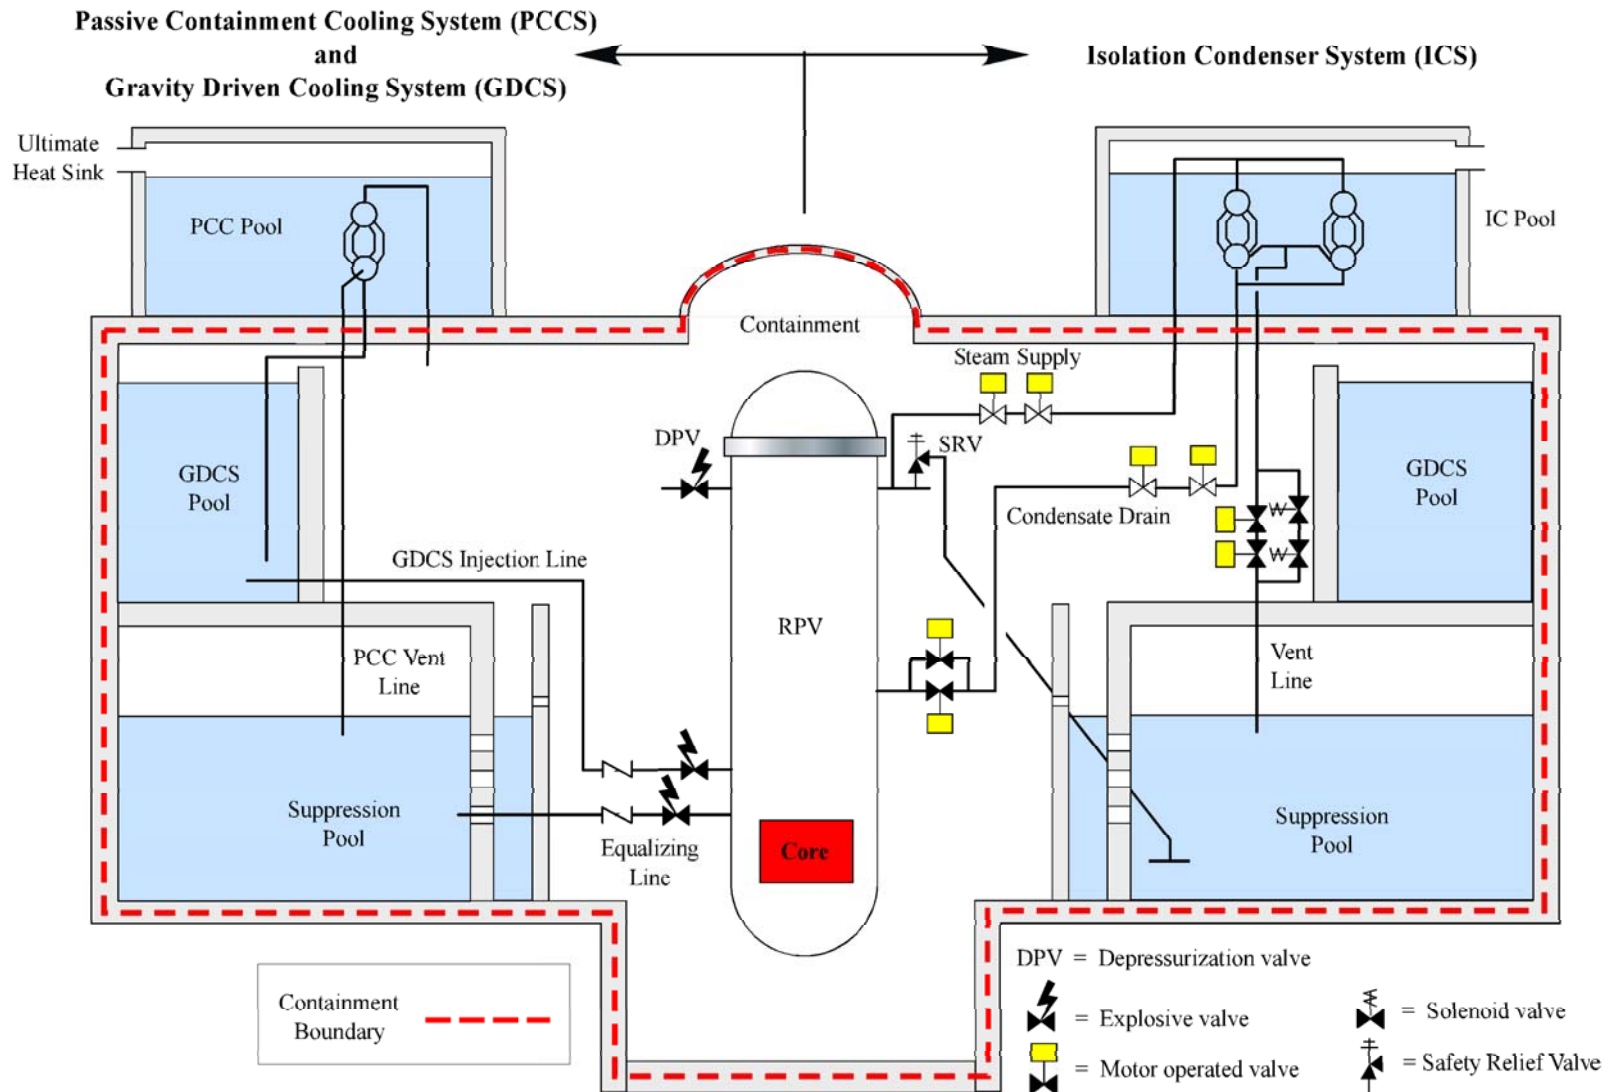 Passive Containment Cooling System (PCCS)
and
Gravity Driven Cooling System (GDCS)
Isolation Condenser System (ICS)
Ultimate
Heat Sink
PCC Pool
IC Pool
Containment
Steam Supply
DPV
SRV
GDCS
Pool
GDCS
Pool
Condensate Drain
GDCS Injection Line
RPV
PCC Vent
Line
Vent
Line
Suppression
Pool
Suppression
Pool
Equalizing
Line
Core
DPV = Depressurization valve
Containment
Boundary
= Explosive valve
= Solenoid valve
= Motor operated valve
= Safety Relief Valve